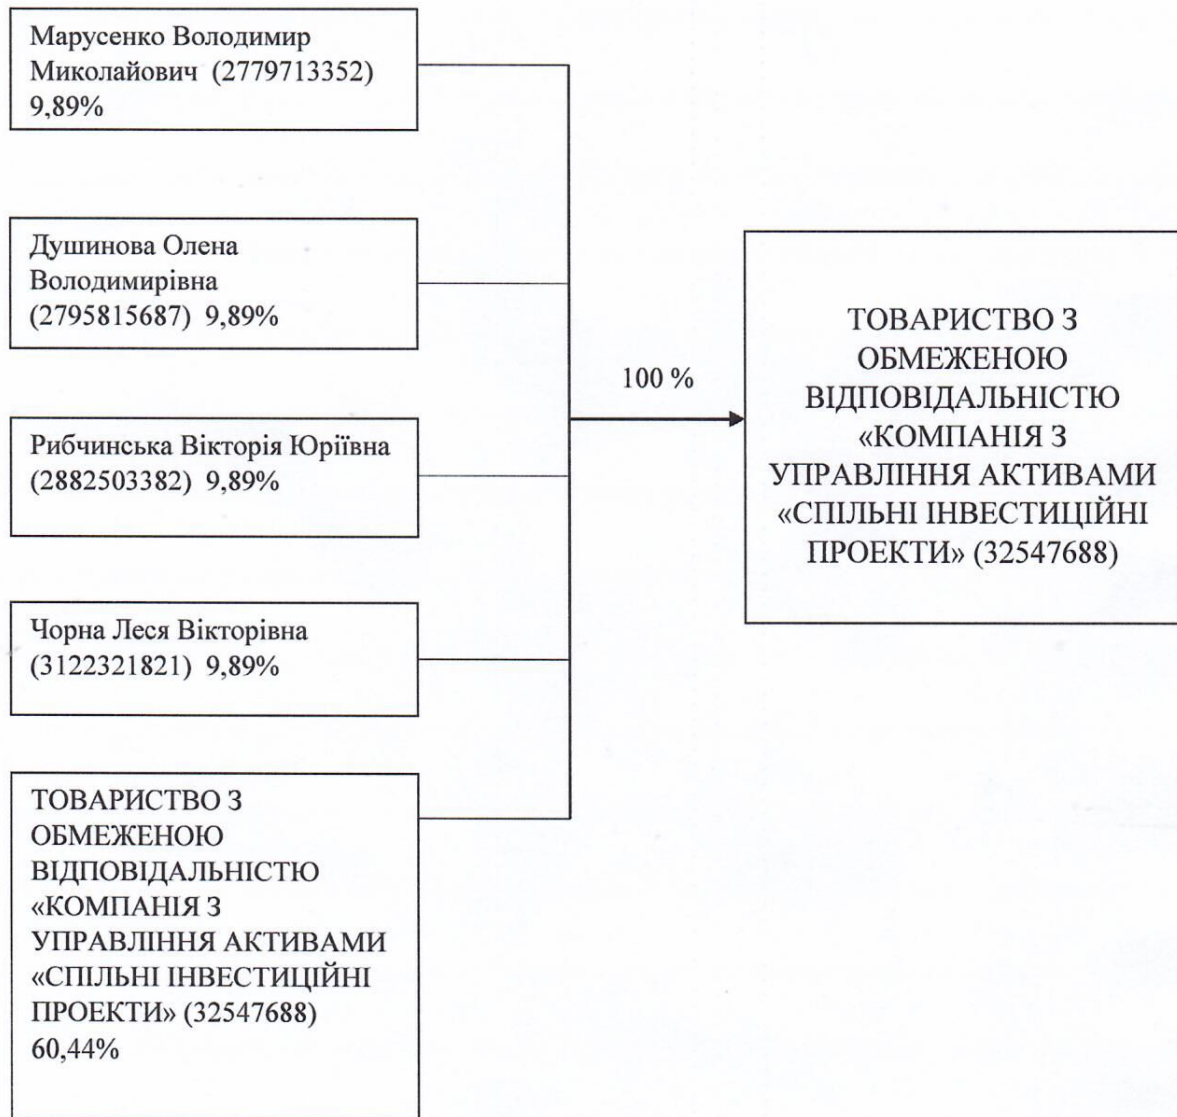 Марусенко Володимир
Миколайович (2779713352)
9,89%
Душинова Олена
Володимирівна
(2795815687) 9,89%
Рибчинська Вікторія Юріївна
(2882503382) 9,89%
Чорна Леся Вікторівна
(3122321821) 9,89%
ТОВАРИСТВО З
ОБМЕЖЕНОЮ
ВІДПОВІДАЛЬНІСТЮ
«КОМПАНІЯ З
УПРАВЛІННЯ АКТИВАМИ
«СПІЛЬНІ ІНВЕСТИЦІЙНІ
ПРОЕКТИ» (32547688)
60,44%
100 %
ТОВАРИСТВО З
ОБМЕЖЕНОЮ
ВІДПОВІДАЛЬНІСТЮ
«КОМПАНІЯ З
УПРАВЛІННЯ АКТИВАМИ
«СПІЛЬНІ ІНВЕСТИЦІЙНІ
ПРОЕКТИ» (32547688)